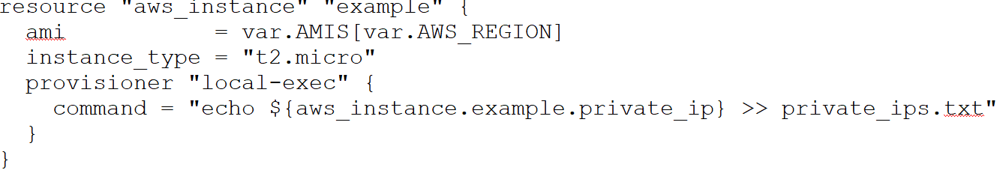 resource "aws_instance" "example" {
  ami           = var.AMIS[var.AWS_REGION]
  instance_type = "t2.micro"
  provisioner "local-exec" {
    command = "echo ${aws_instance.example.private_ip} >> private_ips.txt"
  }
}